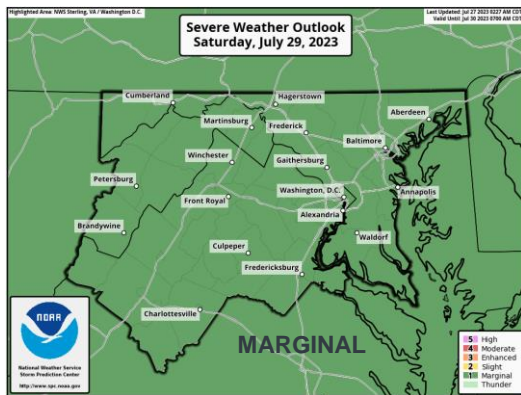 Highlighted Area: NWS Sterling, VA / Washington D.C.
Last Updated: Jul 27 2023 0227 AM CDT
Valid Until: Jul 30 2023 0700 AM CDT
Severe Weather Outlook
Saturday, July 29, 2023
Cumberland
Hagerstown
Aberdeen
Martinsburg
Frederick
Baltimore
Winchester
Gaithersburg
Petersburg
Washington, D.C.
Annapolis
Front Royal
Alexandria
Brandywine
Waldorf
Culpeper
Fredericksburg
Charlottesville
MARGINAL
NOAA
National Weather Service
Storm Prediction Center
http://www.spc.noaa.gov
5 High
4 Moderate
3 Enhanced
2 Slight
1 Marginal
Thunder